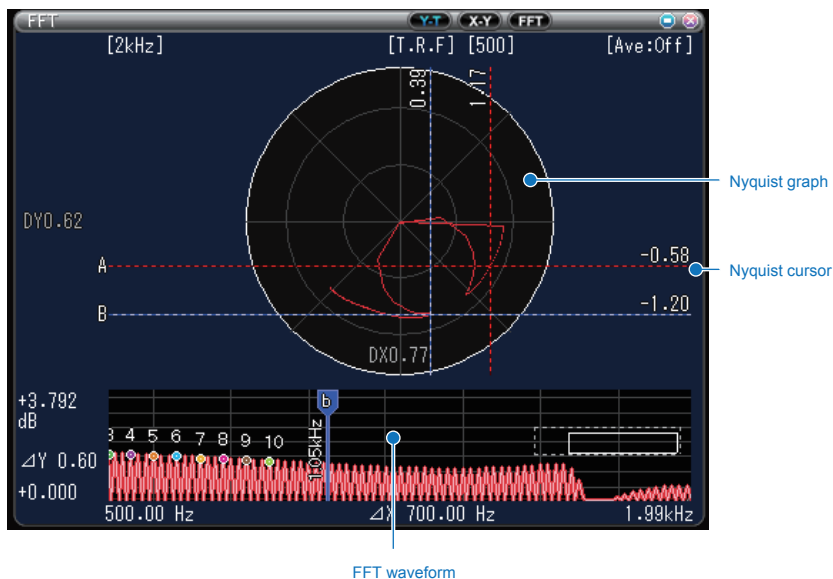 FFT Y-T X-Y FFT
[2kHz] [T.R.F] [500] [Ave:Off]
0.39 1.17
Nyquist graph
DY0.62
A -0.58
Nyquist cursor
B -1.20
DX0.77
+3.792
dB
b
3 4 5 6 7 8 9 10
1.05kHz
⊿Y 0.60
+0.000
500.00 Hz ⊿X 700.00 Hz 1.99kHz
FFT waveform